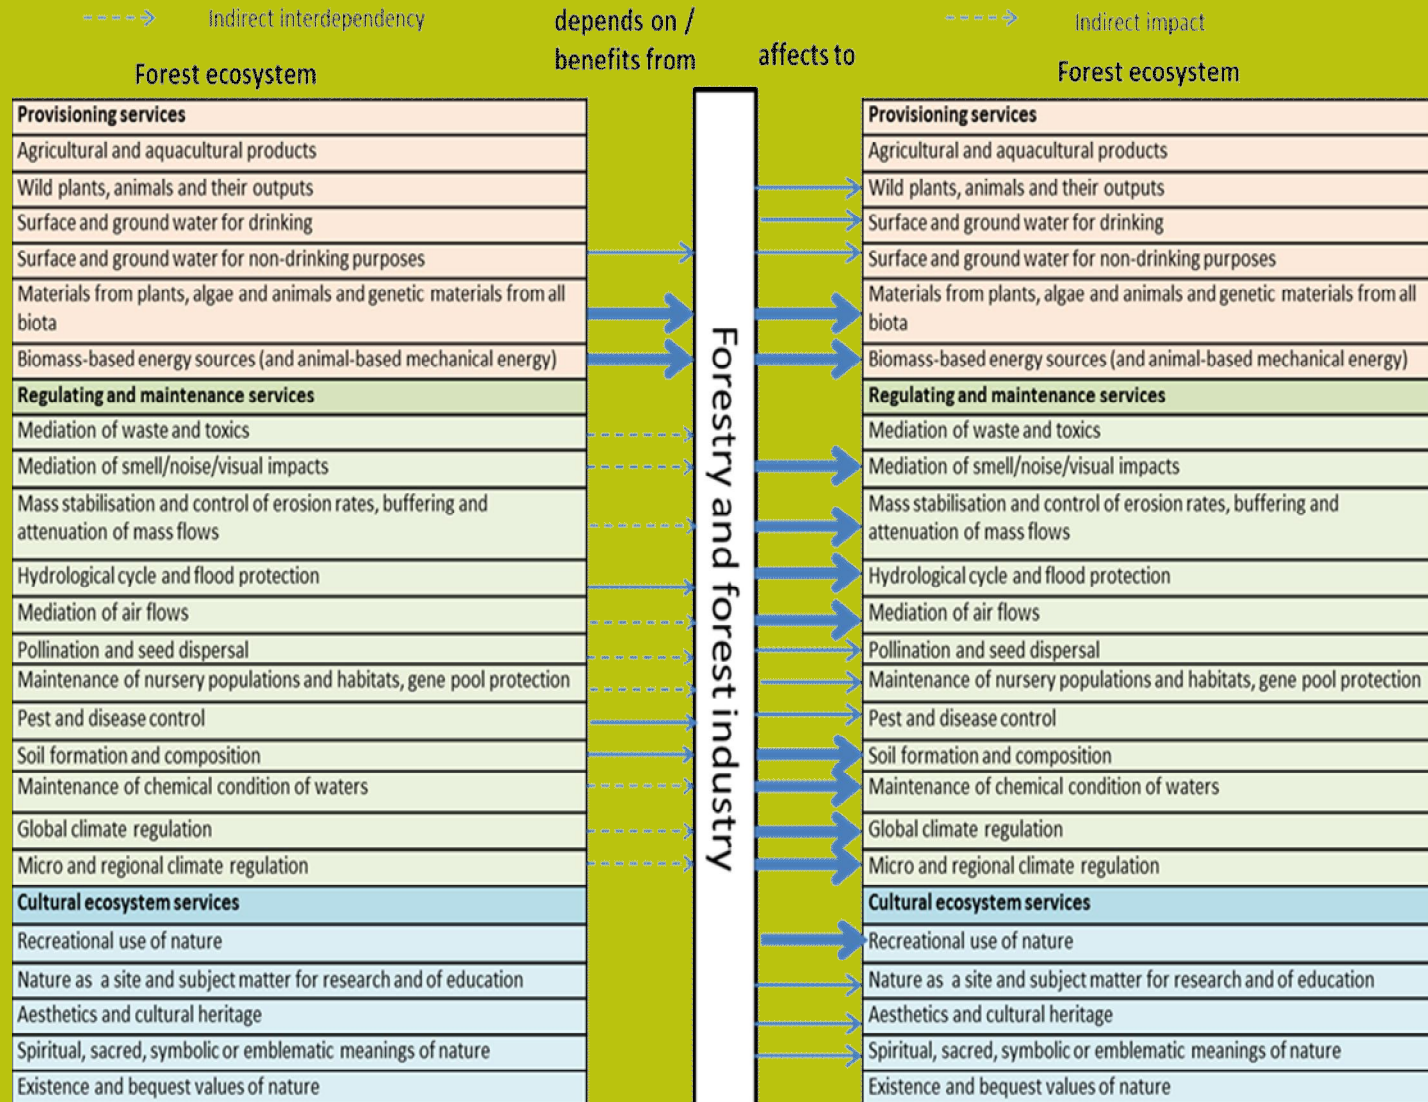 Indirect interdependency
depends on /
benefits from
affects to
Indirect impact
Forest ecosystem
Forest ecosystem
Provisioning services
Agricultural and aquacultural products
Wild plants, animals and their outputs
Surface and ground water for drinking
Surface and ground water for non-drinking purposes
Materials from plants, algae and animals and genetic materials from all
biota
Biomass-based energy sources (and animal-based mechanical energy)
Regulating and maintenance services
Mediation of waste and toxics
Mediation of smell/noise/visual impacts
Mass stabilisation and control of erosion rates, buffering and
attenuation of mass flows
Hydrological cycle and flood protection
Mediation of air flows
Pollination and seed dispersal
Maintenance of nursery populations and habitats, gene pool protection
Pest and disease control
Soil formation and composition
Maintenance of chemical condition of waters
Global climate regulation
Micro and regional climate regulation
Cultural ecosystem services
Recreational use of nature
Nature as a site and subject matter for research and of education
Aesthetics and cultural heritage
Spiritual, sacred, symbolic or emblematic meanings of nature
Existence and bequest values of nature
Forestry and forest industry
Provisioning services
Agricultural and aquacultural products
Wild plants, animals and their outputs
Surface and ground water for drinking
Surface and ground water for non-drinking purposes
Materials from plants, algae and animals and genetic materials from all
biota
Biomass-based energy sources (and animal-based mechanical energy)
Regulating and maintenance services
Mediation of waste and toxics
Mediation of smell/noise/visual impacts
Mass stabilisation and control of erosion rates, buffering and
attenuation of mass flows
Hydrological cycle and flood protection
Mediation of air flows
Pollination and seed dispersal
Maintenance of nursery populations and habitats, gene pool protection
Pest and disease control
Soil formation and composition
Maintenance of chemical condition of waters
Global climate regulation
Micro and regional climate regulation
Cultural ecosystem services
Recreational use of nature
Nature as a site and subject matter for research and of education
Aesthetics and cultural heritage
Spiritual, sacred, symbolic or emblematic meanings of nature
Existence and bequest values of nature